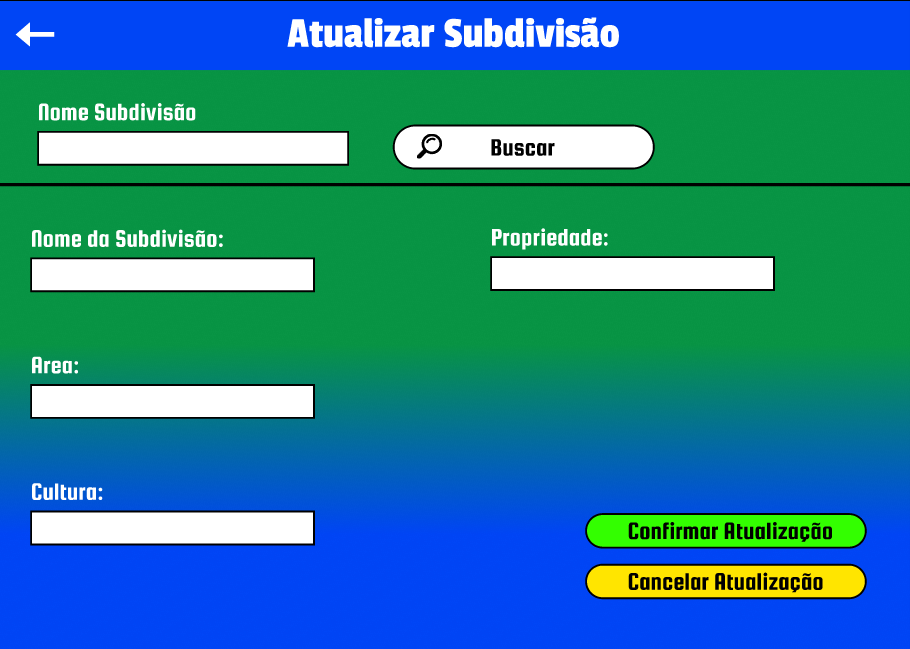 Atualizar Subdivisão
Nome Subdivisão
Buscar
Nome da Subdivisão:
Propriedade:
Area:
Cultura:
Confirmar Atualização
Cancelar Atualização